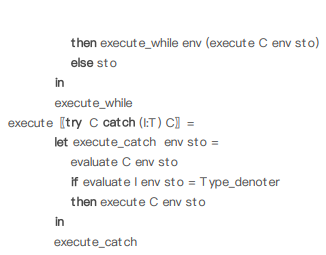 then execute_while env (execute C env sto)
else sto
in
execute_while
execute ⟦try C catch (I:T) C⟧ =
let execute_catch env sto =
evaluate C env sto
if evaluate I env sto = Type_denoter
then execute C env sto
in
execute_catch